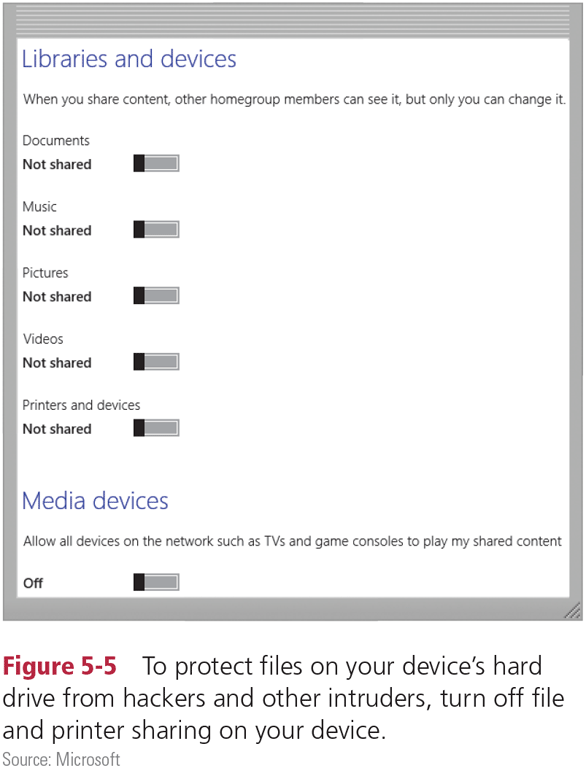 Libraries and devices
When you share content, other homegroup members can see it, but only you can change it.
Documents
Not shared
Music
Not shared
Pictures
Not shared
Videos
Not shared
Printers and devices
Not shared
Media devices
Allow all devices on the network such as TVs and game consoles to play my shared content
Off
Figure 5-5 To protect files on your device’s hard
drive from hackers and other intruders, turn off file
and printer sharing on your device.
Source: Microsoft